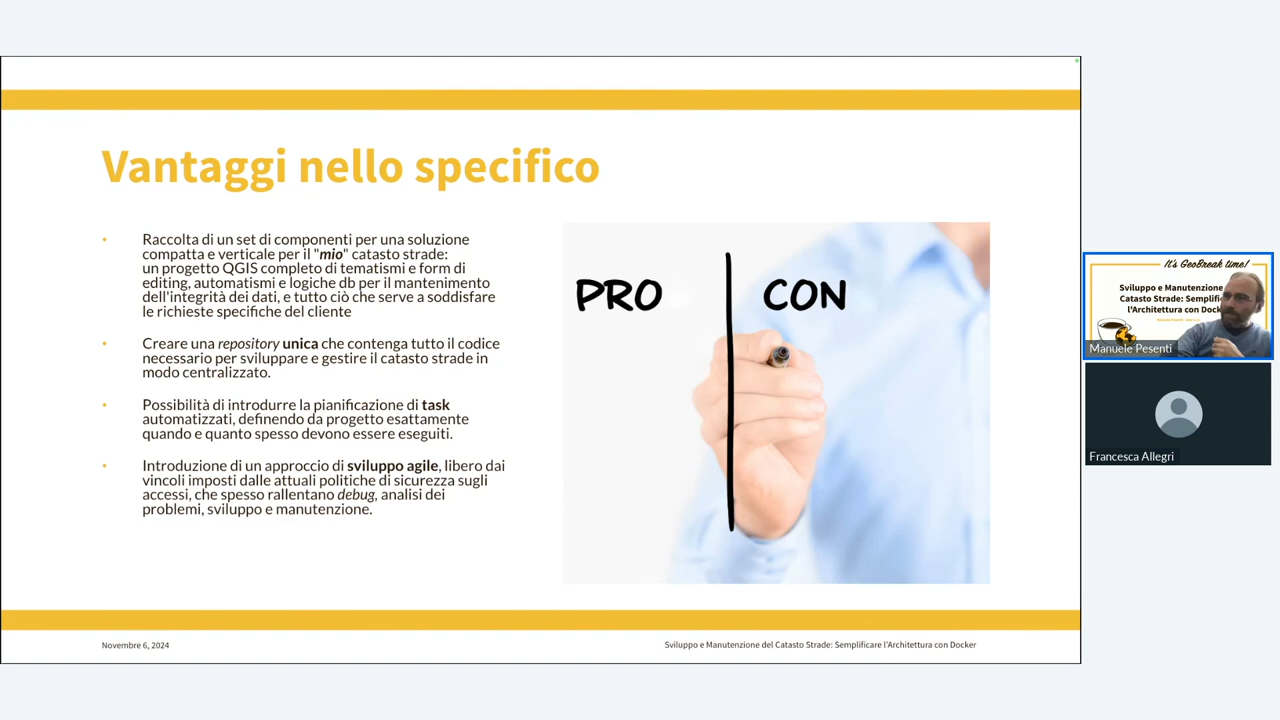 Vantaggi nello specifico
• Raccolta di un set di componenti per una soluzione
compatta e verticale per il "mio" catasto strade:
un progetto QGIS completo di tematismi e form di
editing, automatismi e logiche db per il mantenimento
dell'integrità dei dati, e tutto ciò che serve a soddisfare
le richieste specifiche del cliente
• Creare una repository unica che contenga tutto il codice
necessario per sviluppare e gestire il catasto strade in
modo centralizzato.
• Possibilità di introdurre la pianificazione di task
automatizzati, definendo da progetto esattamente
quando e quanto spesso devono essere eseguiti.
• Introduzione di un approccio di sviluppo agile, libero dai
vincoli imposti dalle attuali politiche di sicurezza sugli
accessi, che spesso rallentano debug, analisi dei
problemi, sviluppo e manutenzione.
PRO
CON
Novembre 6, 2024
Sviluppo e Manutenzione del Catasto Strade: Semplificare l'Architettura con Docker
It's GeoBreak time!
Sviluppo e Manutenzione
Catasto Strade: Semplifi
l'Architettura con Dock
Manuele Pesenti
Francesca Allegri